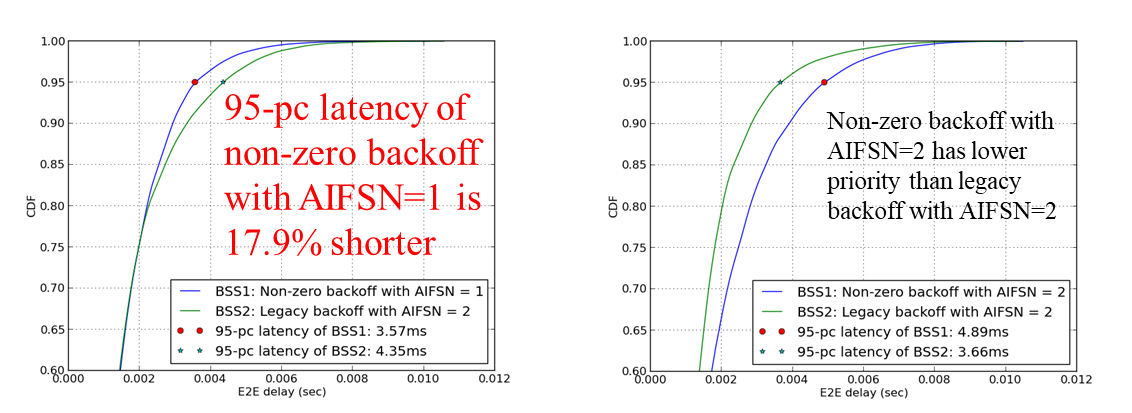 1.00
0.95
0.90
0.85
0.80
0.75
0.70
0.65
0.60
CDF
0.000
0.002
0.004
0.006
0.008
0.010
0.012
E2E delay (sec)
95-pc latency of
non-zero backoff
with AIFSN=1 is
17.9% shorter
BSS1: Non-zero backoff with AIFSN = 1
BSS2: Legacy backoff with AIFSN = 2
95-pc latency of BSS1: 3.57ms
95-pc latency of BSS2: 4.35ms
1.00
0.95
0.90
0.85
0.80
0.75
0.70
0.65
0.60
CDF
0.000
0.002
0.004
0.006
0.008
0.010
0.012
E2E delay (sec)
Non-zero backoff with
AIFSN=2 has lower
priority than legacy
backoff with AIFSN=2
BSS1: Non-zero backoff with AIFSN = 2
BSS2: Legacy backoff with AIFSN = 2
95-pc latency of BSS1: 4.89ms
95-pc latency of BSS2: 3.66ms